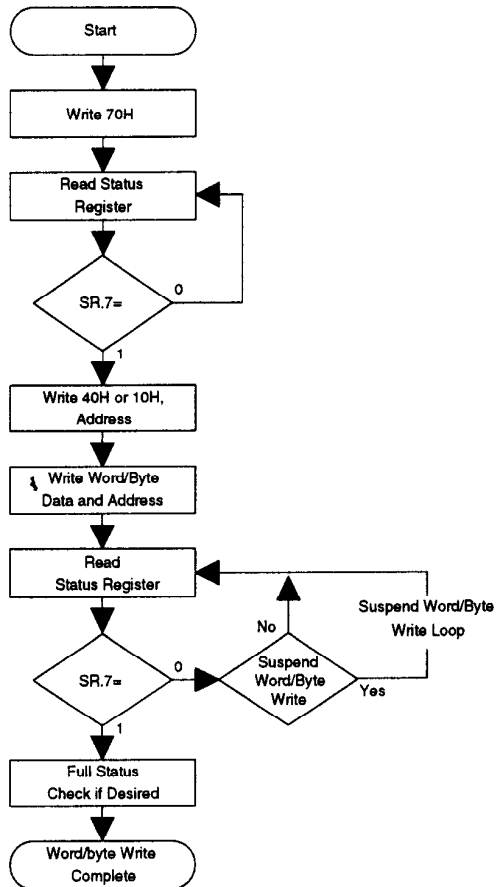 Start
Write 70H
Read Status
Register
SR.7=
0
1
Write 40H or 10H,
Address
Write Word/Byte
Data and Address
Read
Status Register
Suspend Word/Byte
Write Loop
No
SR.7=
0
Suspend
Word/Byte
Write
Yes
1
Full Status
Check if Desired
Word/byte Write
Complete